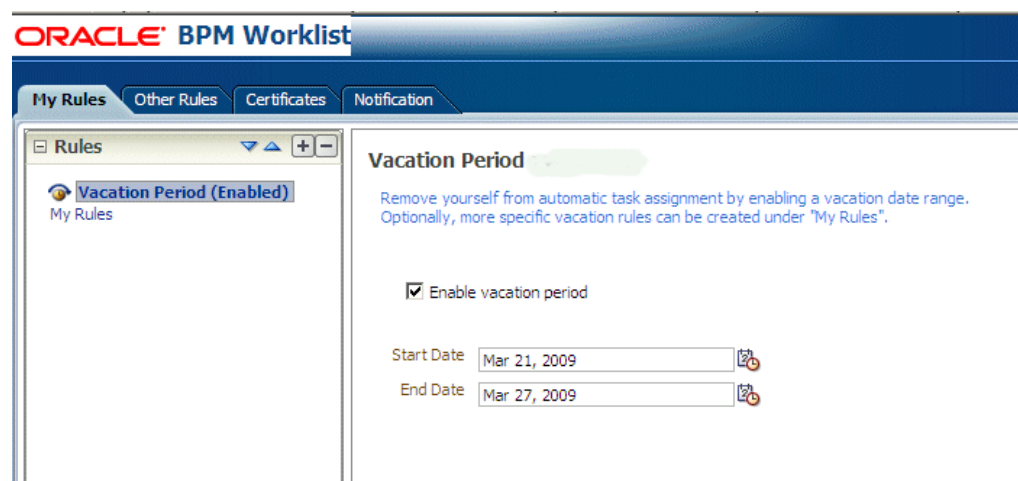 ORACLE BPM Worklist
My Rules Other Rules Certificates Notification
Rules
Vacation Period (Enabled)
My Rules
Vacation Period
Remove yourself from automatic task assignment by enabling a vacation date range.
Optionally, more specific vacation rules can be created under "My Rules".
Enable vacation period
Start Date Mar 21, 2009
End Date Mar 27, 2009